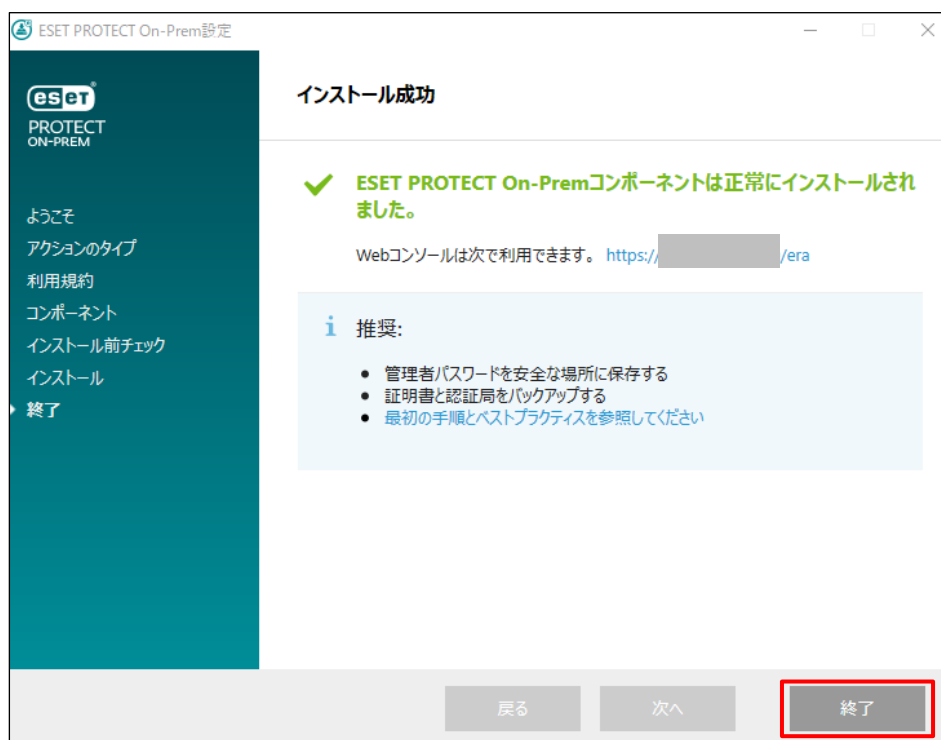 ESET PROTECT On-Prem設定
eset
PROTECT
ON-PREM
ようこそ
アクションのタイプ
利用規約
コンポーネント
インストール前チェック
インストール
終了
インストール成功
ESET PROTECT On-Premコンポーネントは正常にインストールされ
ました。
Webコンソールは次で利用できます。 https:// /era
i 推奨:
● 管理者パスワードを安全な場所に保存する
● 証明書と認証局をバックアップする
● 最初の手順とベストプラクティスを参照してください
戻る
次へ
終了